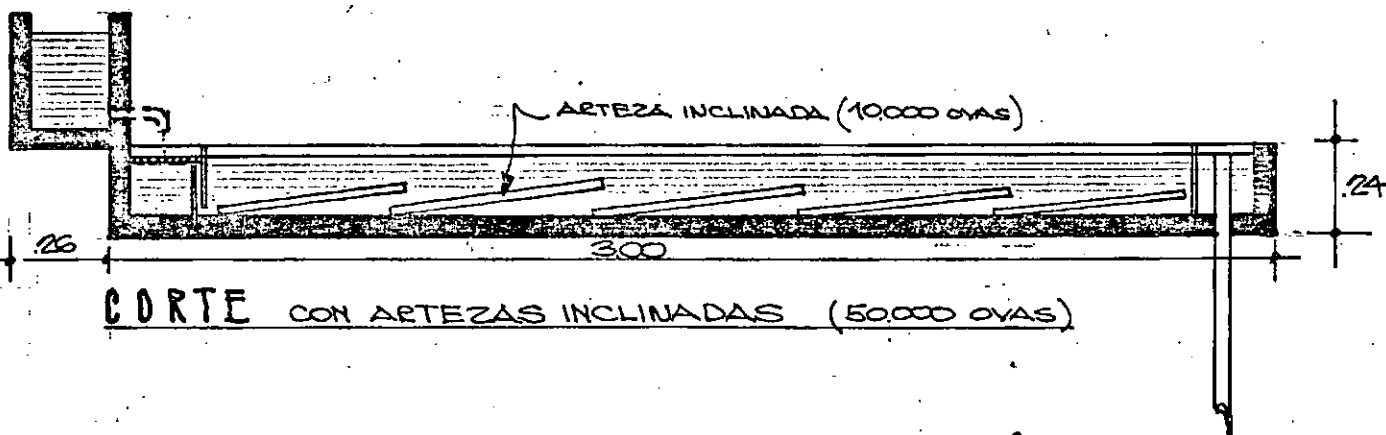 ARTEZA INCLINADA (10,000 OVAS)
.24
.26
3.00
CORTE CON ARTEZAS INCLINADAS (50,000 OVAS)